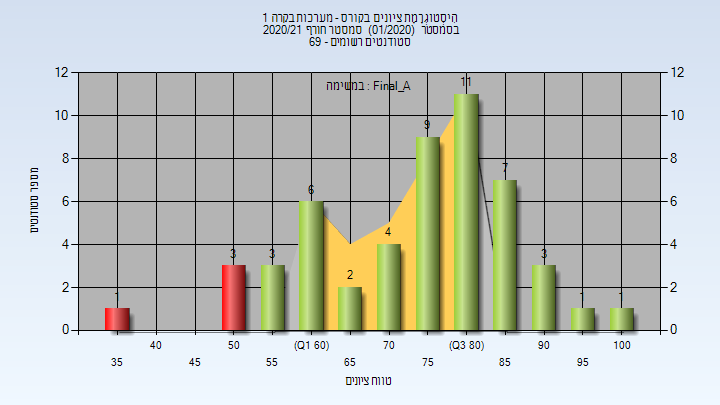 היסטוגרמת ציונים בקורס - מערכות בקרה 1
בסמסטר (01/2020) סמסטר חורף 2020/21
סטודנטים רשומים - 69
במשימה : Final_A
מספר סטודנטים
12 12
10 10
8 8
6 6
4 4
2 2
0 0
1 3 3 6 2 4 9 11 7 3 1 1
40 50 (Q1 60) 70 (Q3 80) 90 100
35 45 55 65 75 85 95
טווח ציונים